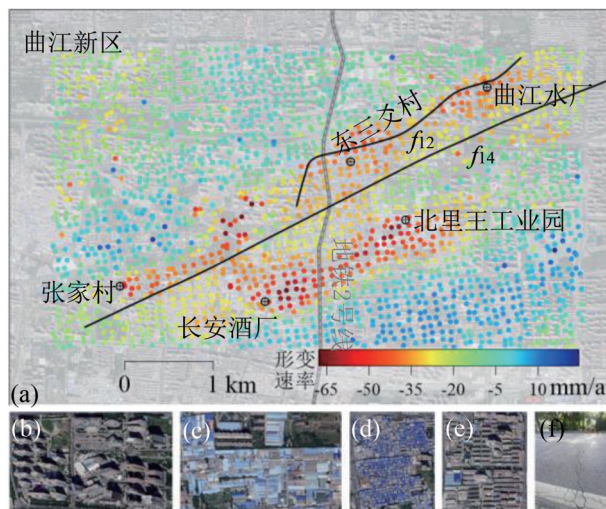 曲江新区
曲江水厂
东三爻村
f12
f14
北里王工业园
地铁2号线
张家村
长安酒厂
形变
速率
-65 -50 -35 -20 -5 10 mm/a
0 1 km
(a)
(b) (c) (d) (e) (f)